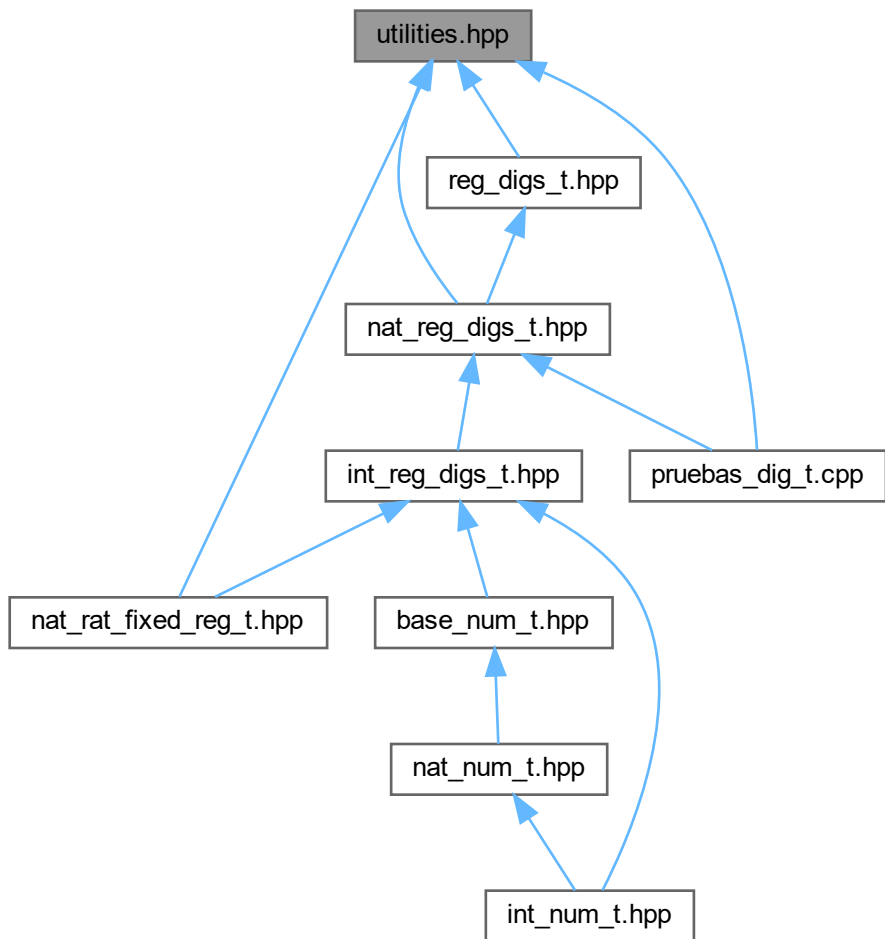 utilities.hpp
reg_digs_t.hpp
nat_reg_digs_t.hpp
int_reg_digs_t.hpp
pruebas_dig_t.cpp
nat_rat_fixed_reg_t.hpp
base_num_t.hpp
nat_num_t.hpp
int_num_t.hpp